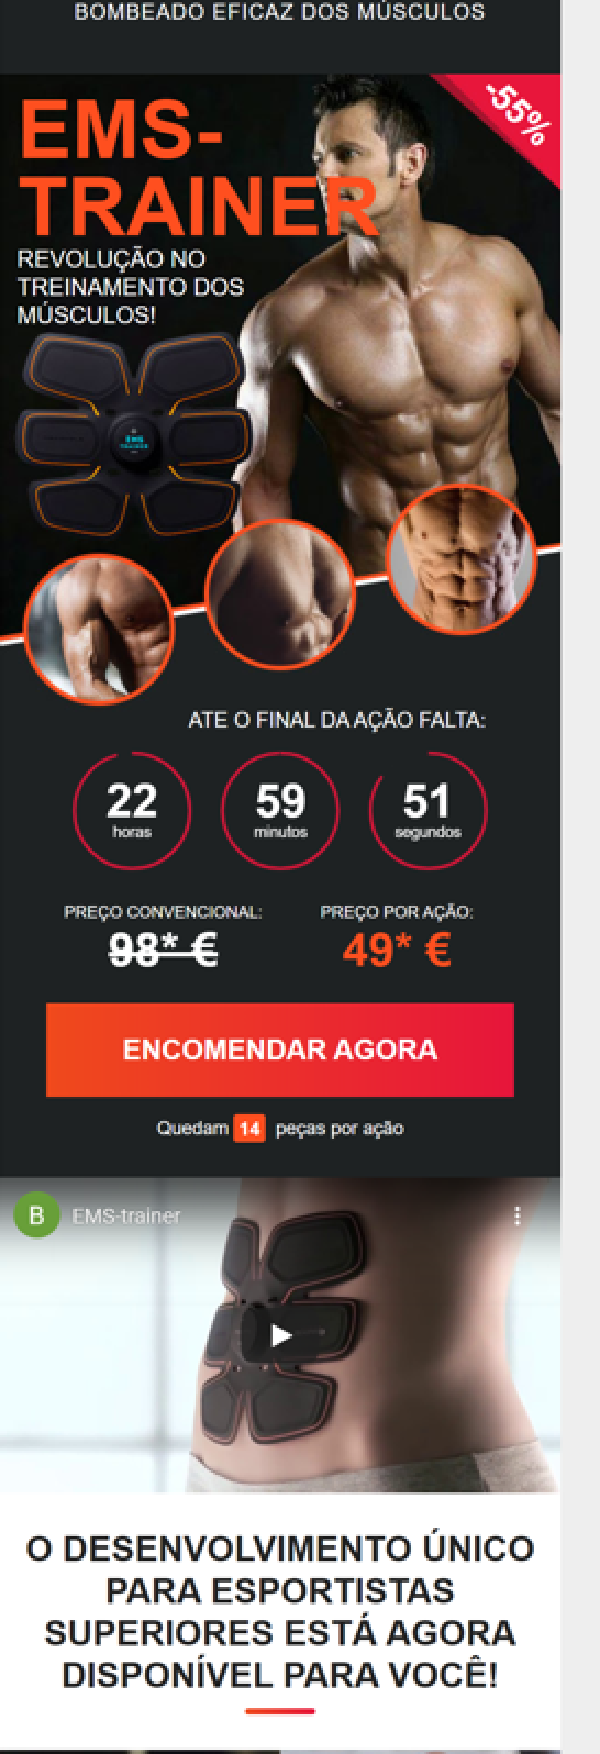 BOMBEADO EFICAZ DOS MÚSCULOS
-55%
EMS-
TRAINER
REVOLUÇÃO NO
TREINAMENTO DOS
MÚSCULOS!
EMS
TRAINER
ATE O FINAL DA AÇÃO FALTA:
22 59 51
horas minutos segundos
PREÇO CONVENCIONAL: PREÇO POR AÇÃO:
98* € 49* €
ENCOMENDAR AGORA
Quedam 14 peças por ação
B EMS-trainer
O DESENVOLVIMENTO ÚNICO
PARA ESPORTISTAS
SUPERIORES ESTÁ AGORA
DISPONÍVEL PARA VOCÊ!